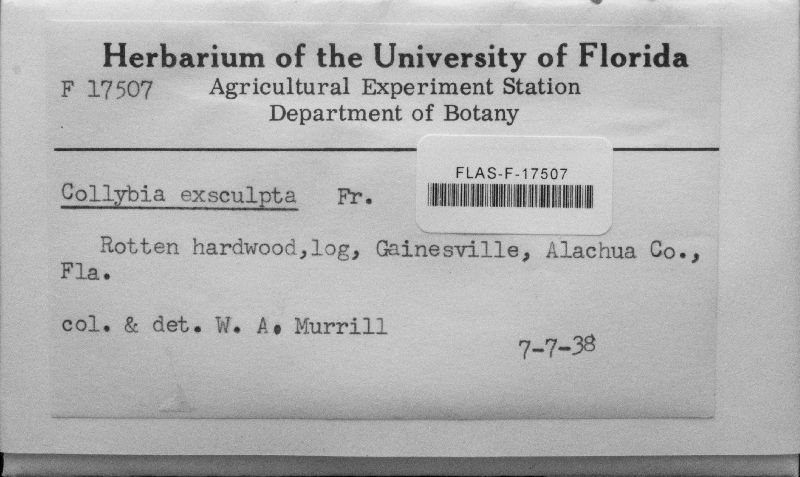 Herbarium of the University of Florida
F 17507 Agricultural Experiment Station
Department of Botany
FLAS-F-17507
Collybia exsculpta Fr.
Rotten hardwood,log, Gainesville, Alachua Co.,
Fla.
col. & det. W. A. Murrill
7-7-38